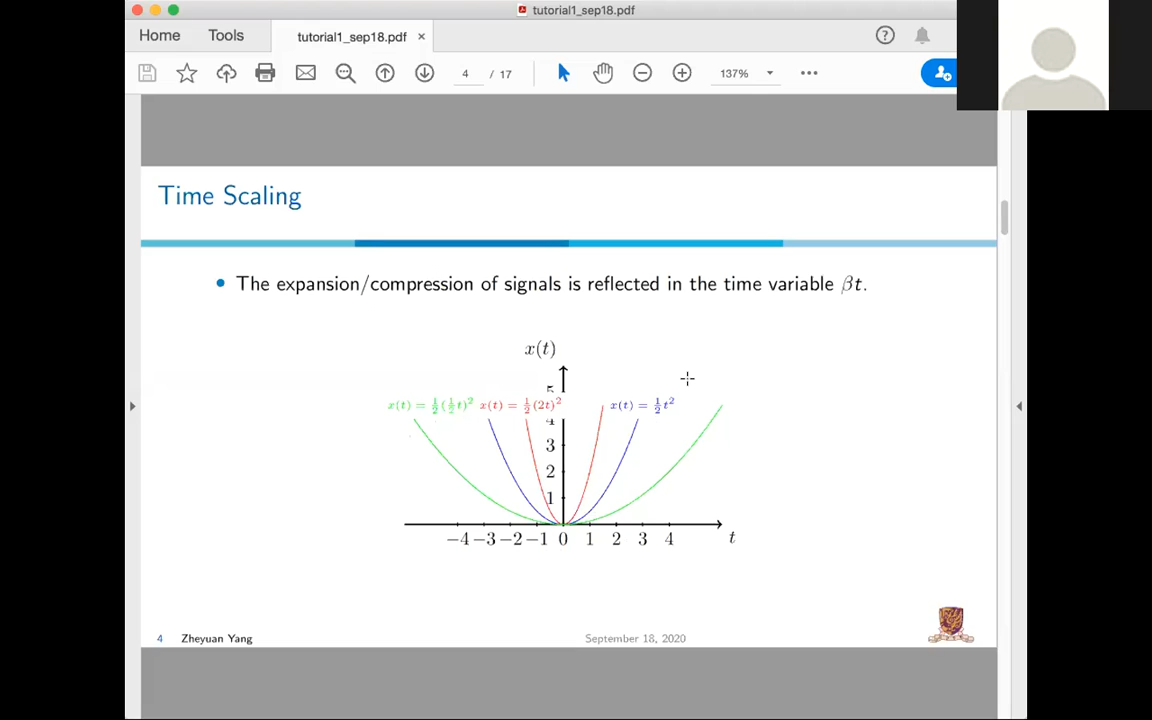 tutorial1_sep18.pdf
Home Tools tutorial1_sep18.pdf ×
4 / 17 137%
Time Scaling
• The expansion/compression of signals is reflected in the time variable βt.
x(t)
5
x(t) = ½(½t)² x(t) = ½(2t)² x(t) = ½t²
4
3
2
1
−4 −3 −2 −1 0 1 2 3 4 t
4 Zheyuan Yang September 18, 2020